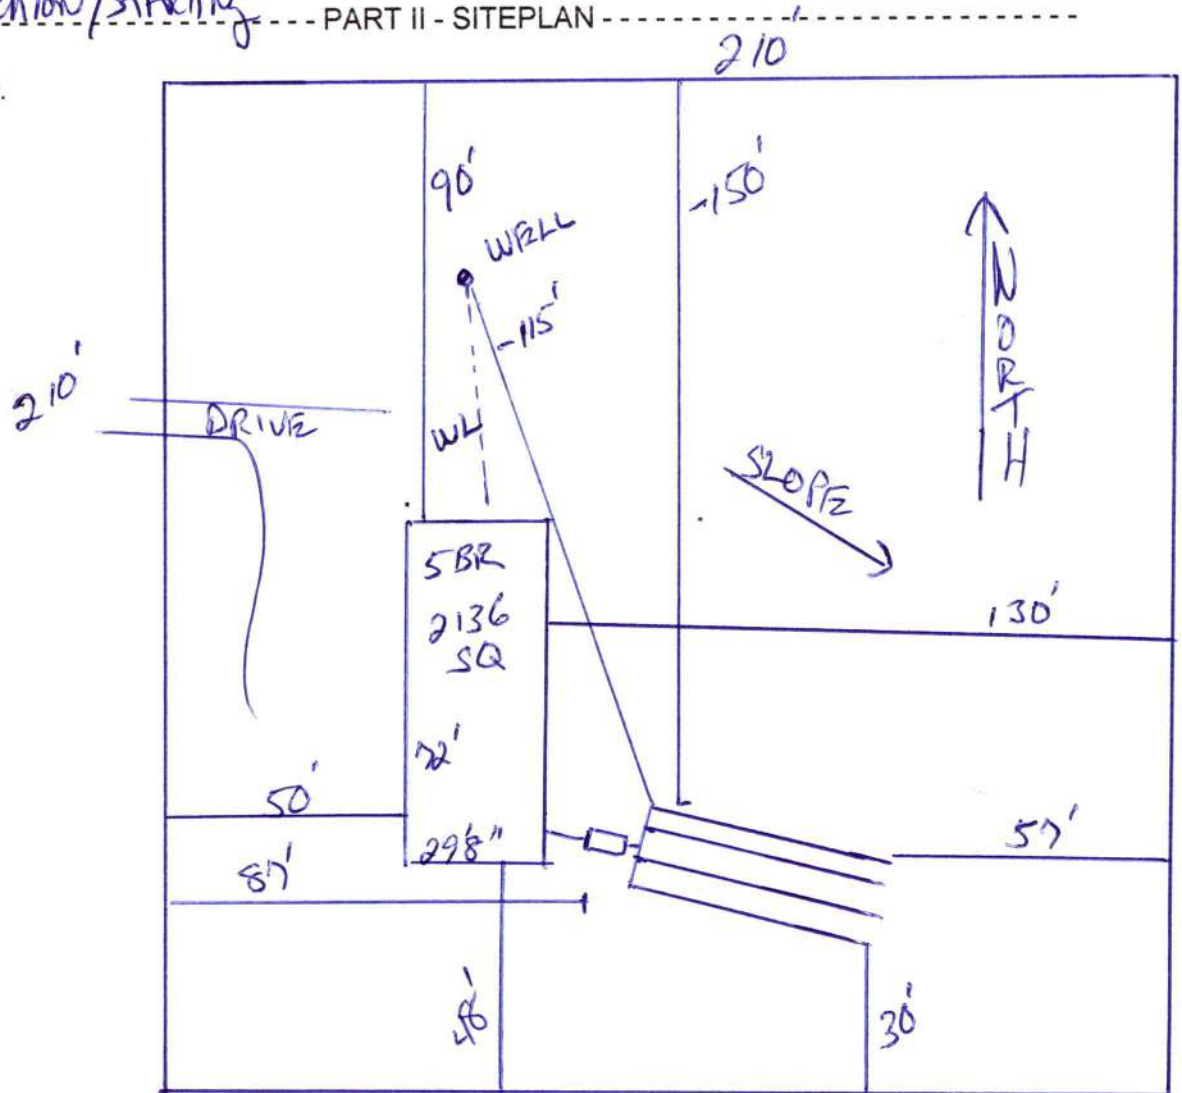 PART II - SITEPLAN
210'
90'
WELL
150'
115'
NORTH
210'
DRIVE
WL
SLOPE
5BR
2136
SQ
130'
72'
50'
29'8"
57'
87'
48'
30'